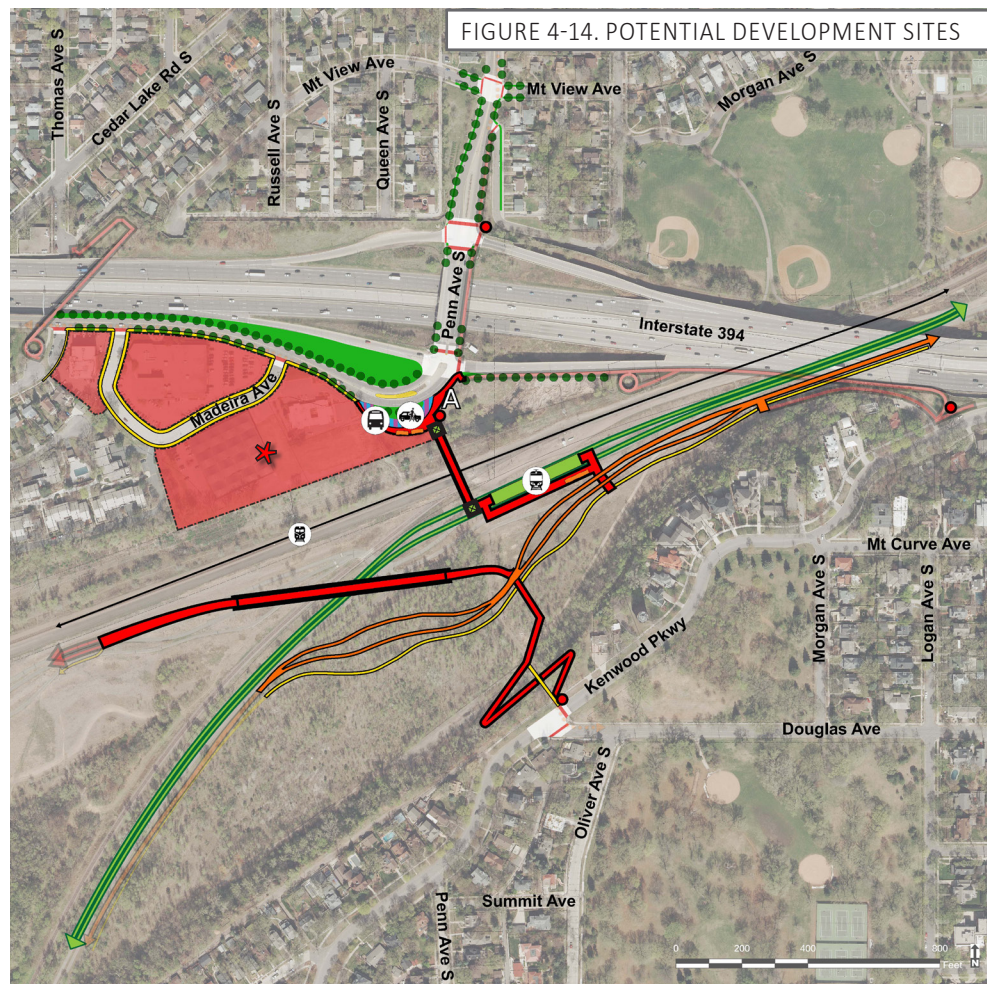 FIGURE 4-14. POTENTIAL DEVELOPMENT SITES
Thomas Ave S
Cedar Lake Rd S
Russell Ave S
Mt View Ave
Queen Ave S
Mt View Ave
Morgan Ave S
Penn Ave S
Interstate 394
Madeira Ave
A
Kenwood Pkwy
Mt Curve Ave
Morgan Ave S
Logan Ave S
Douglas Ave
Oliver Ave S
Summit Ave
Penn Ave S
0 200 400 800
Feet
N